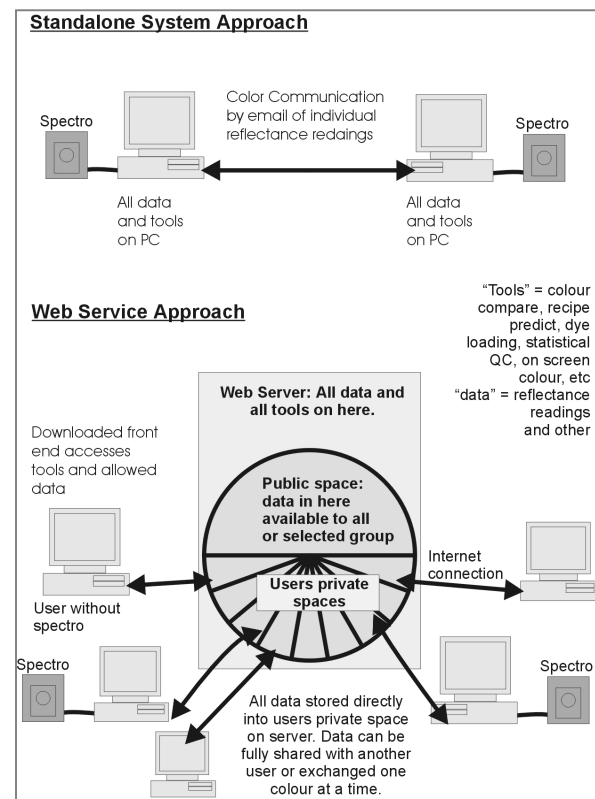 Standalone System Approach
Spectro
Color Communication
by email of individual
reflectance redaings
Spectro
All data
and tools
on PC
All data
and tools
on PC
Web Service Approach
“Tools” = colour
compare, recipe
predict, dye
loading, statistical
QC, on screen
colour, etc
“data” = reflectance
readings
and other
Web Server: All data and
all tools on here.
Downloaded front
end accesses
tools and allowed
data
Public space:
data in here
available to all
or selected group
Internet
connection
Users private
spaces
User without
spectro
Spectro
Spectro
All data stored directly
into users private space
on server. Data can be
fully shared with another
user or exchanged one
colour at a time.